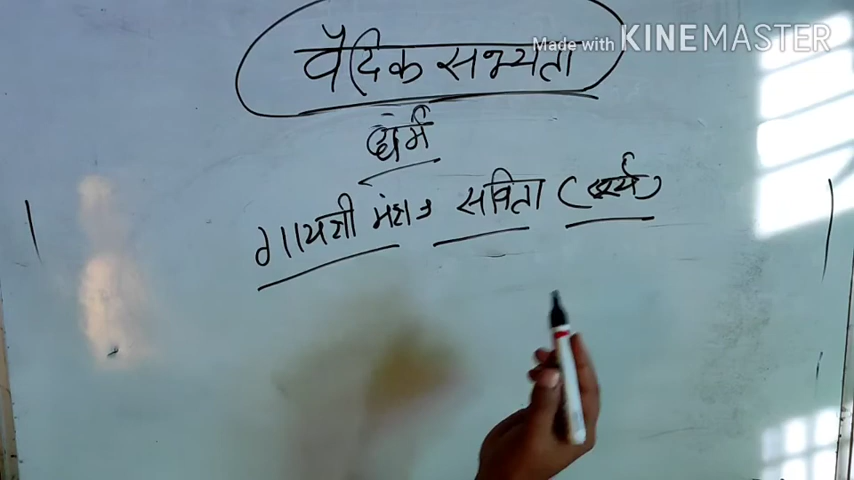 वैदिक सभ्यता
Made with KINEMASTER
धर्म
गायत्री मंत्र → सविता (सूर्य)